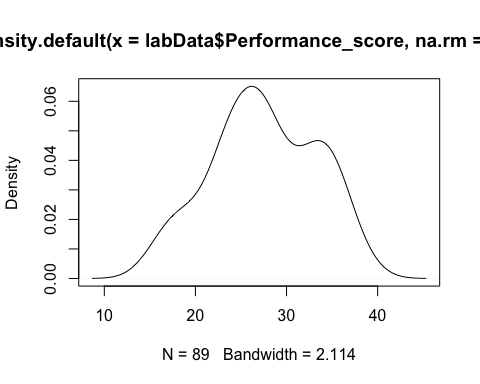 nsity.default(x = labData$Performance_score, na.rm =
0.06
0.04
0.02
0.00
Density
10 20 30 40
N = 89 Bandwidth = 2.114